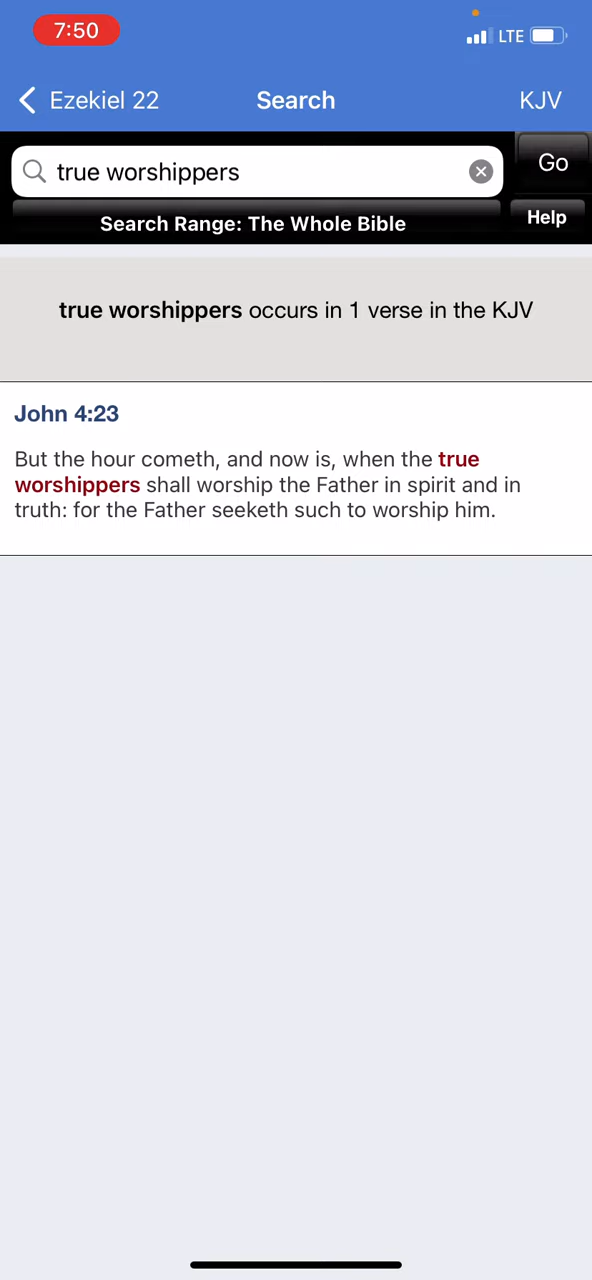 7:50 LTE
Ezekiel 22 Search KJV
true worshippers Go
Search Range: The Whole Bible Help
true worshippers occurs in 1 verse in the KJV
John 4:23
But the hour cometh, and now is, when the true
worshippers shall worship the Father in spirit and in
truth: for the Father seeketh such to worship him.